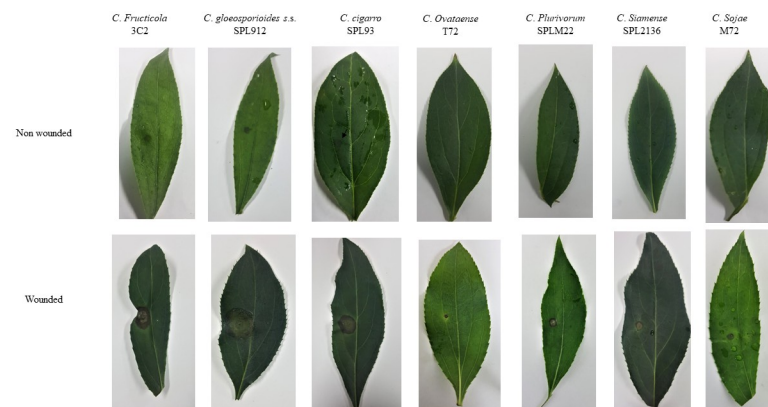 C. Fructicola
3C2
C. gloeosporioides s.s.
SPL912
C. cigarro
SPL93
C. Ovataense
T72
C. Plurivorum
SPLM22
C. Siamense
SPL2136
C. Sojae
M72
Non wounded
Wounded